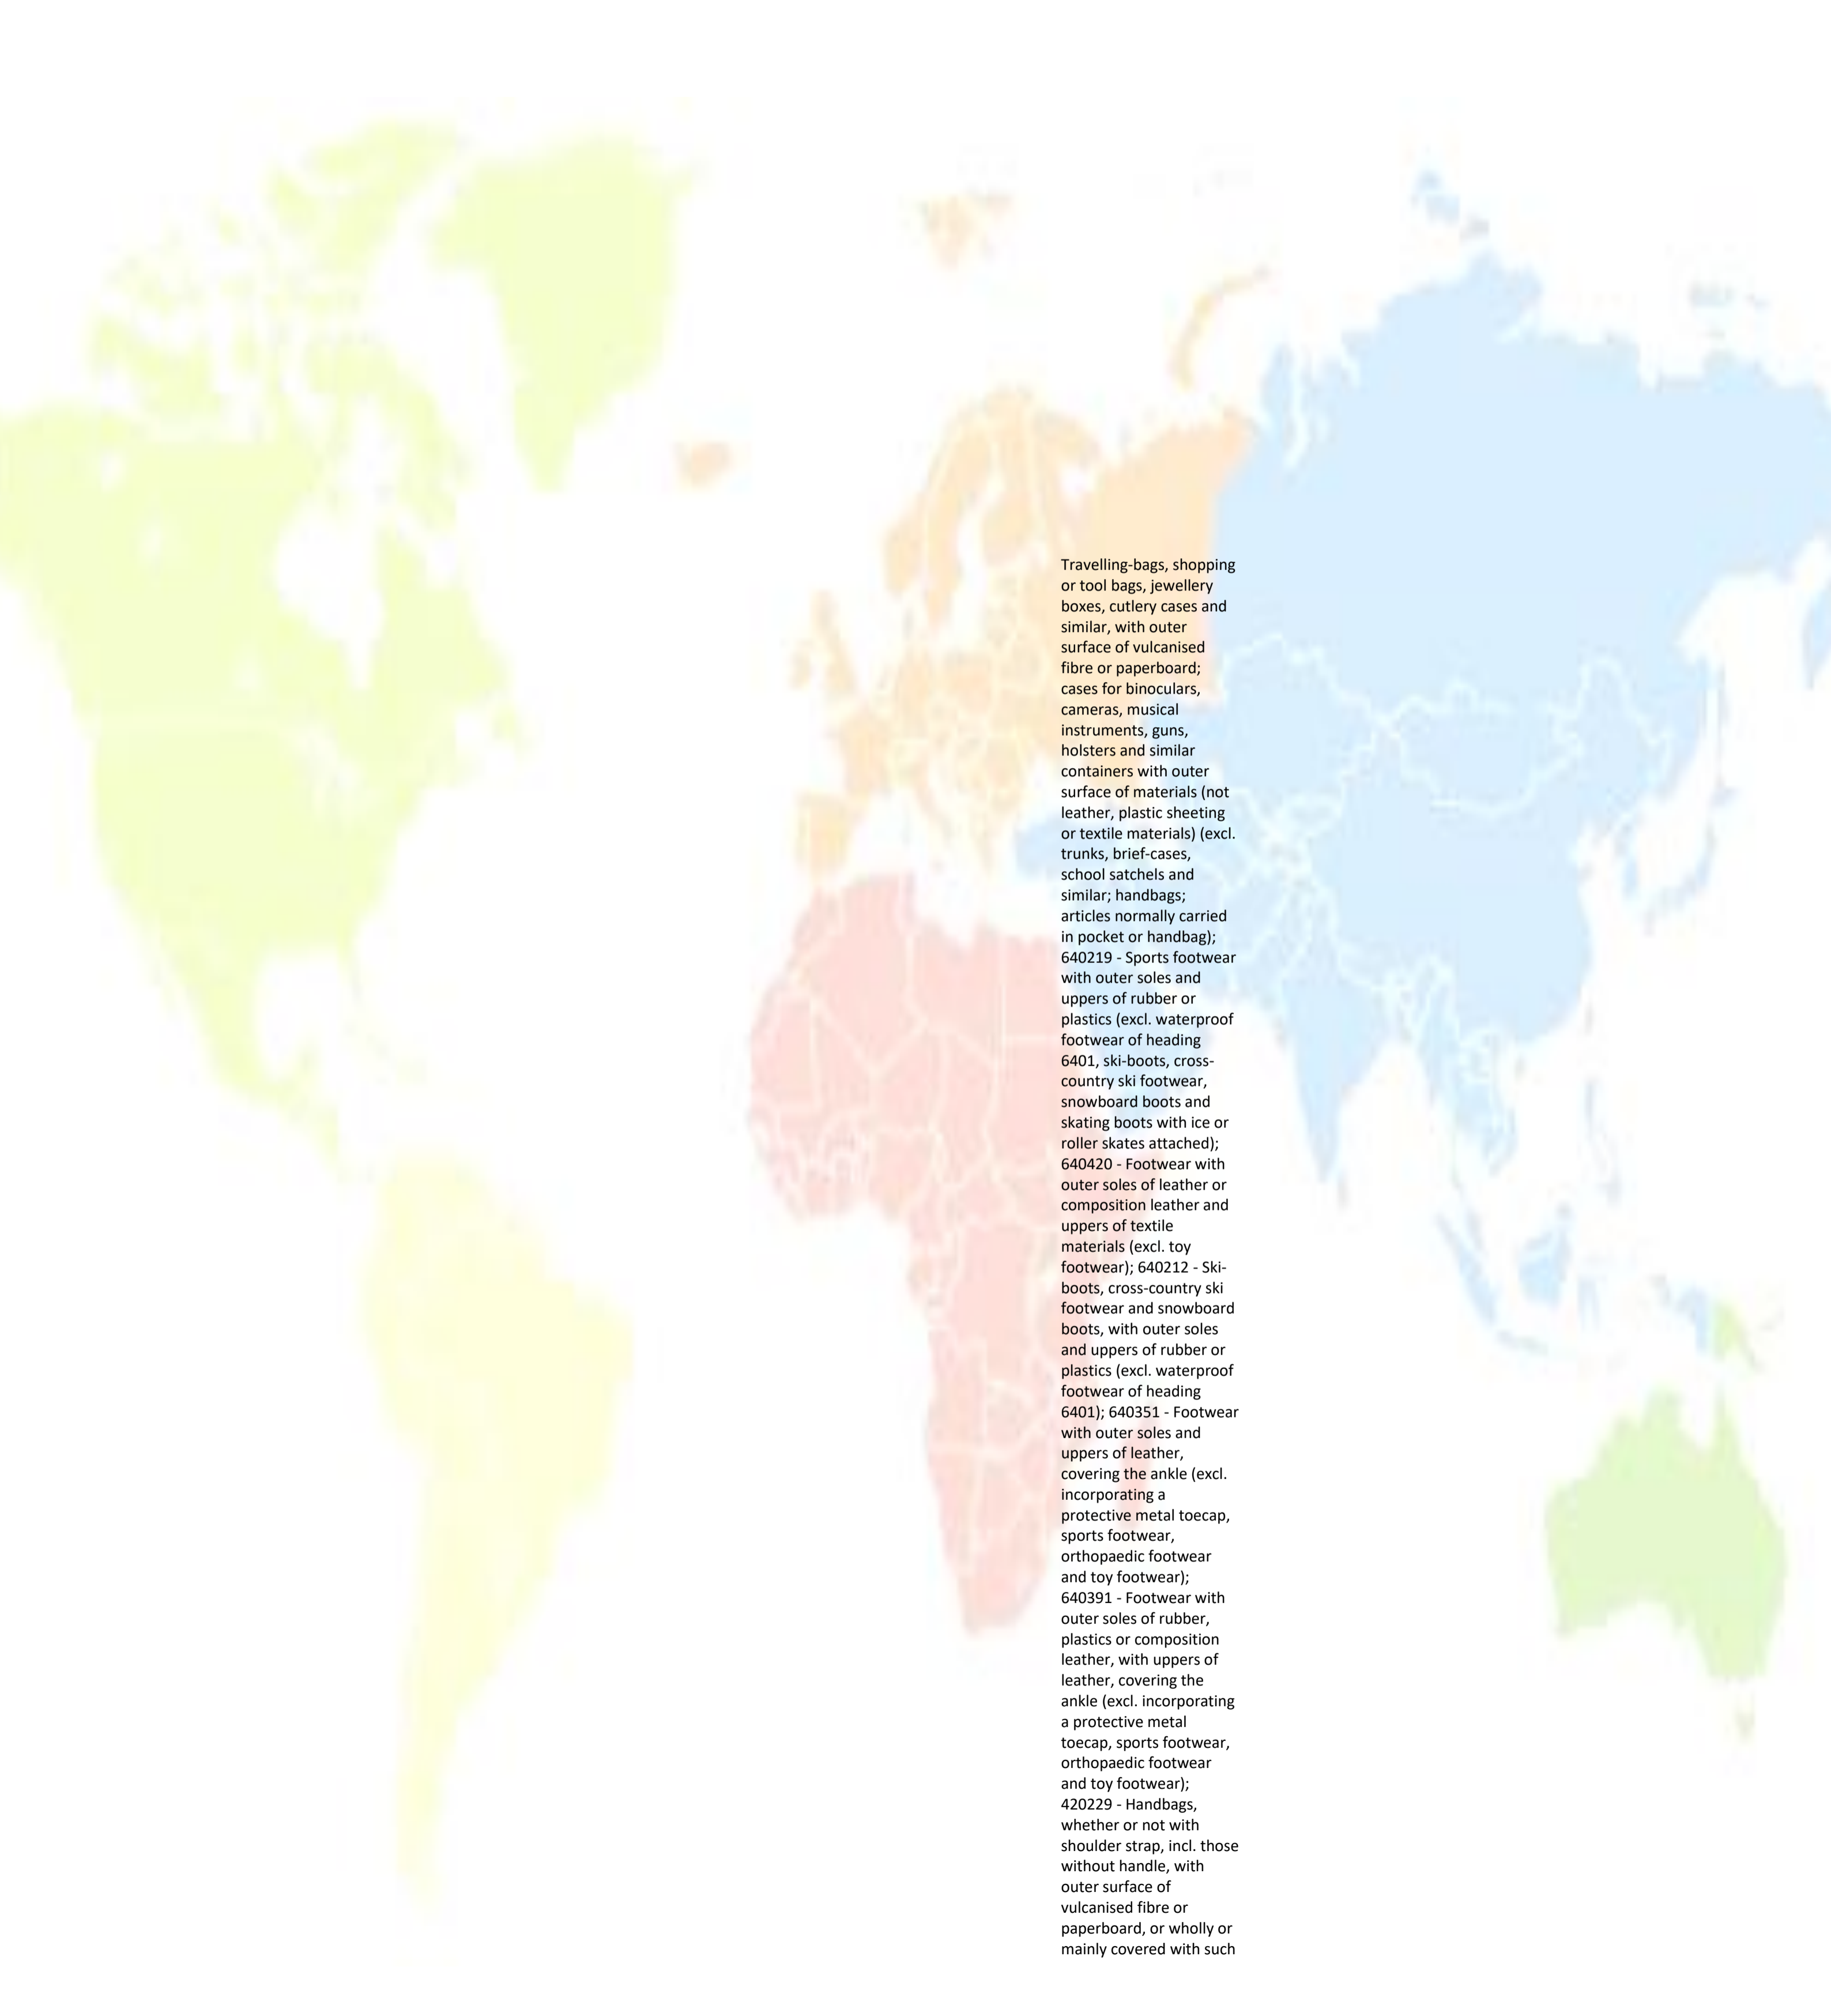 Travelling-bags, shopping
or tool bags, jewellery
boxes, cutlery cases and
similar, with outer
surface of vulcanised
fibre or paperboard;
cases for binoculars,
cameras, musical
instruments, guns,
holsters and similar
containers with outer
surface of materials (not
leather, plastic sheeting
or textile materials) (excl.
trunks, brief-cases,
school satchels and
similar; handbags;
articles normally carried
in pocket or handbag);
640219 - Sports footwear
with outer soles and
uppers of rubber or
plastics (excl. waterproof
footwear of heading
6401, ski-boots, cross-
country ski footwear,
snowboard boots and
skating boots with ice or
roller skates attached);
640420 - Footwear with
outer soles of leather or
composition leather and
uppers of textile
materials (excl. toy
footwear); 640212 - Ski-
boots, cross-country ski
footwear and snowboard
boots, with outer soles
and uppers of rubber or
plastics (excl. waterproof
footwear of heading
6401); 640351 - Footwear
with outer soles and
uppers of leather,
covering the ankle (excl.
incorporating a
protective metal toecap,
sports footwear,
orthopaedic footwear
and toy footwear);
640391 - Footwear with
outer soles of rubber,
plastics or composition
leather, with uppers of
leather, covering the
ankle (excl. incorporating
a protective metal
toecap, sports footwear,
orthopaedic footwear
and toy footwear);
420229 - Handbags,
whether or not with
shoulder strap, incl. those
without handle, with
outer surface of
vulcanised fibre or
paperboard, or wholly or
mainly covered with such